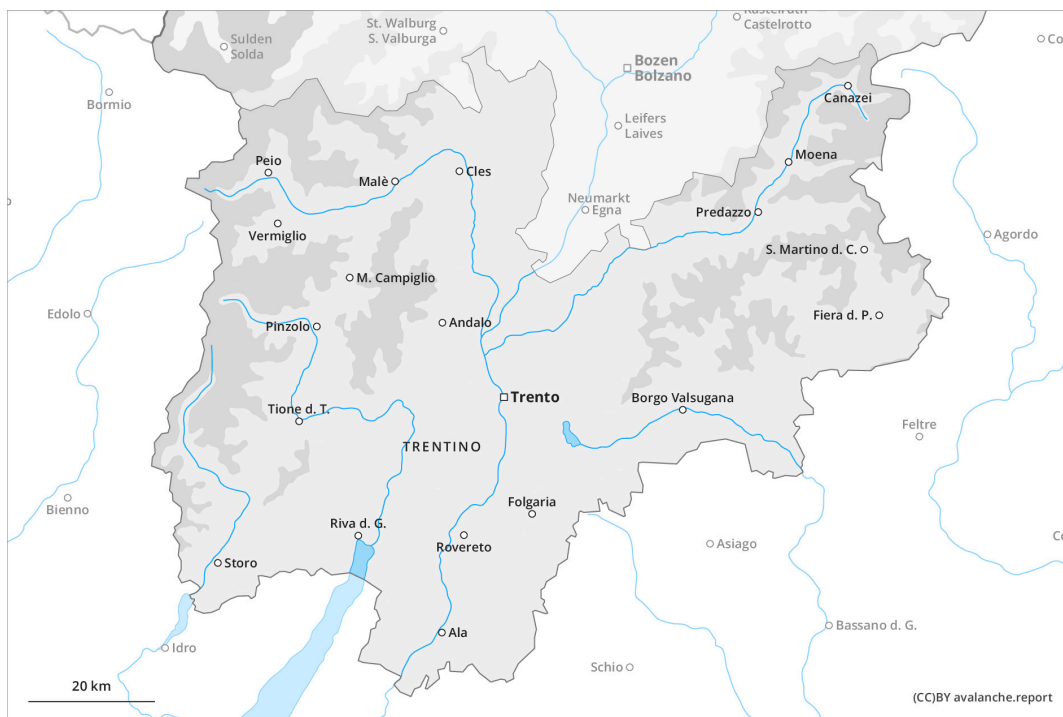 Kastelruth
Castelrotto
St. Walburg
S. Valburga
Sulden
Solda
Co
Bozen
Bolzano
Bormio
Canazei
Leifers
Laives
Moena
Peio
Malè
Cles
Neumarkt
Egna
Predazzo
Vermiglio
Agordo
S. Martino d. C.
M. Campiglio
Edolo
Pinzolo
Andalo
Fiera d. P.
Trento
Borgo Valsugana
Tione d. T.
Feltre
TRENTINO
Bienno
Folgaria
Riva d. G.
Rovereto
Asiago
Co
Storo
Ala
Bassano d. G.
Idro
Schio
20 km
(CC)BY avalanche.report